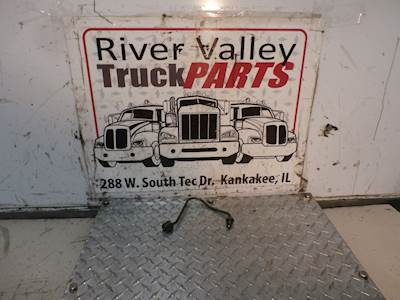 River Valley
TruckPARTS
288 W. South Tec Dr. Kankakee, IL